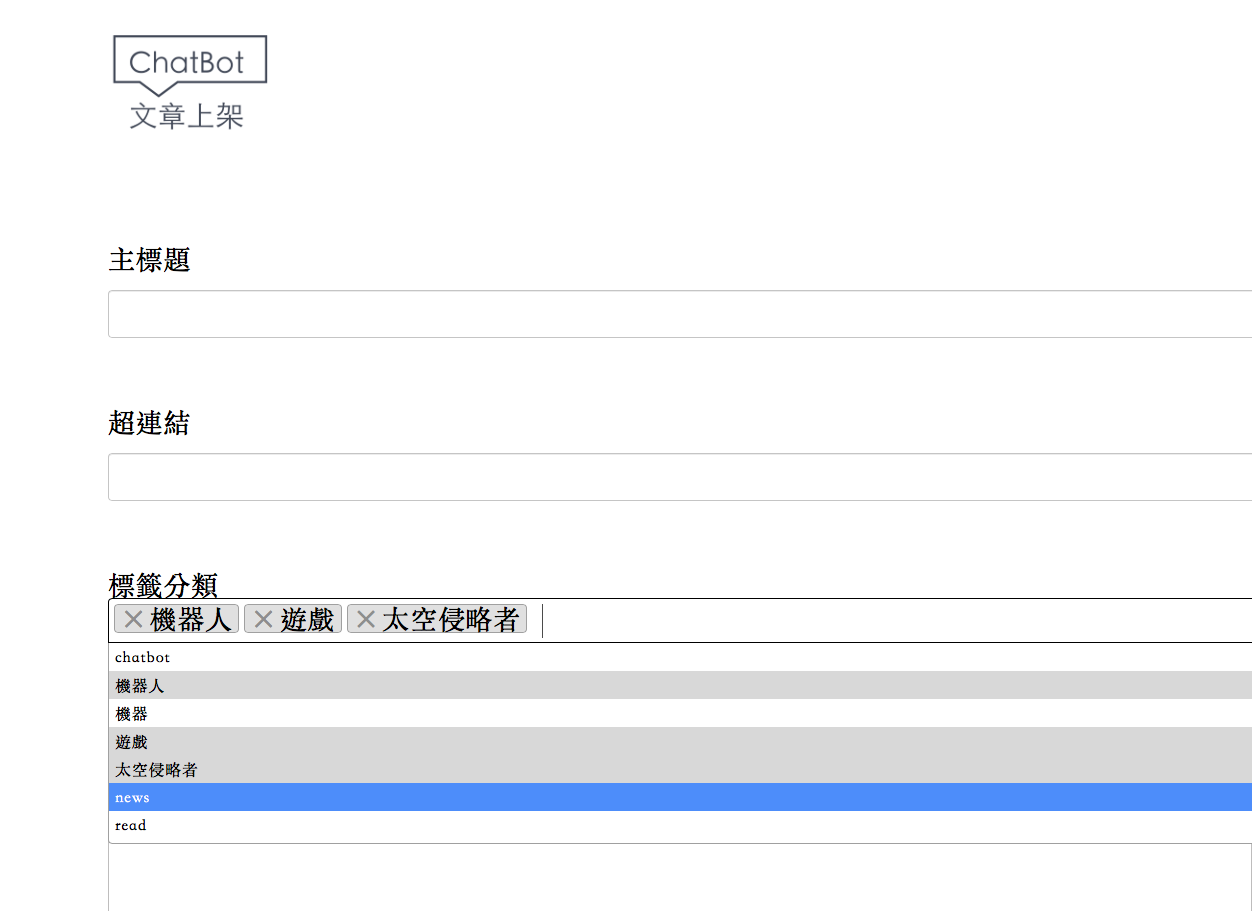 ChatBot
文章上架
主標題
超連結
標籤分類
×機器人 ×遊戲 ×太空侵略者
chatbot
機器人
機器
遊戲
太空侵略者
news
read